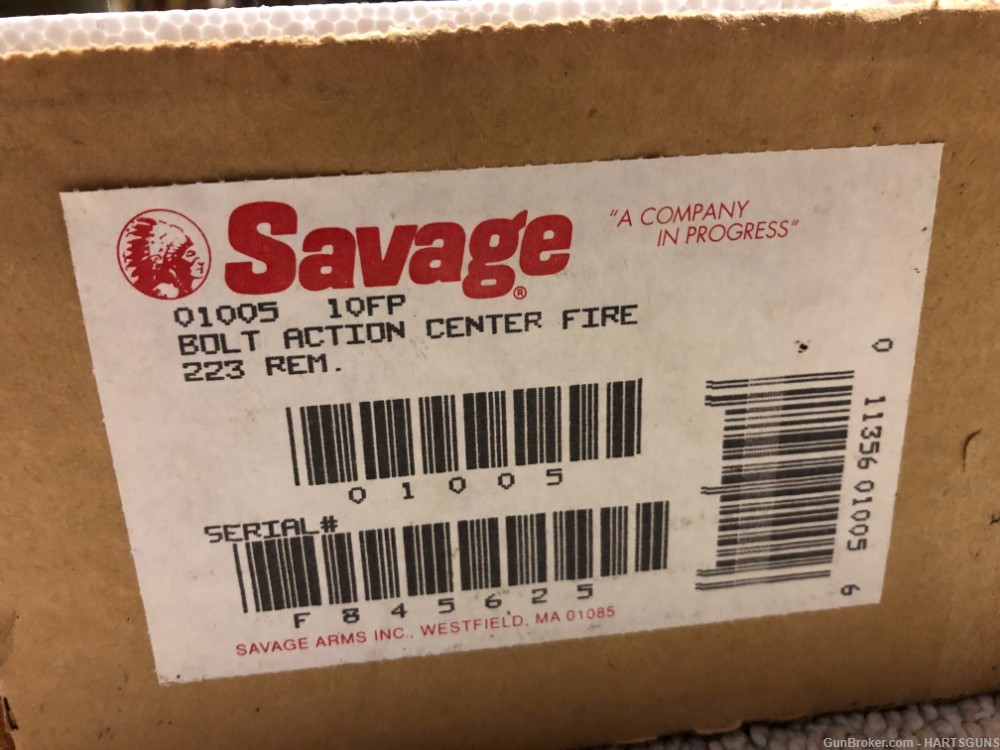 Savage®
"A COMPANY
IN PROGRESS"
01005 10FP
BOLT ACTION CENTER FIRE
223 REM.
01005
SERIAL#
F845625
SAVAGE ARMS INC., WESTFIELD, MA 01085
0 11356 01005 6
GunBroker.com - HARTSGUNS